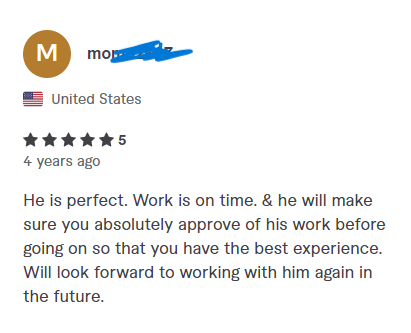 M
United States
5
4 years ago
He is perfect. Work is on time. & he will make
sure you absolutely approve of his work before
going on so that you have the best experience.
Will look forward to working with him again in
the future.